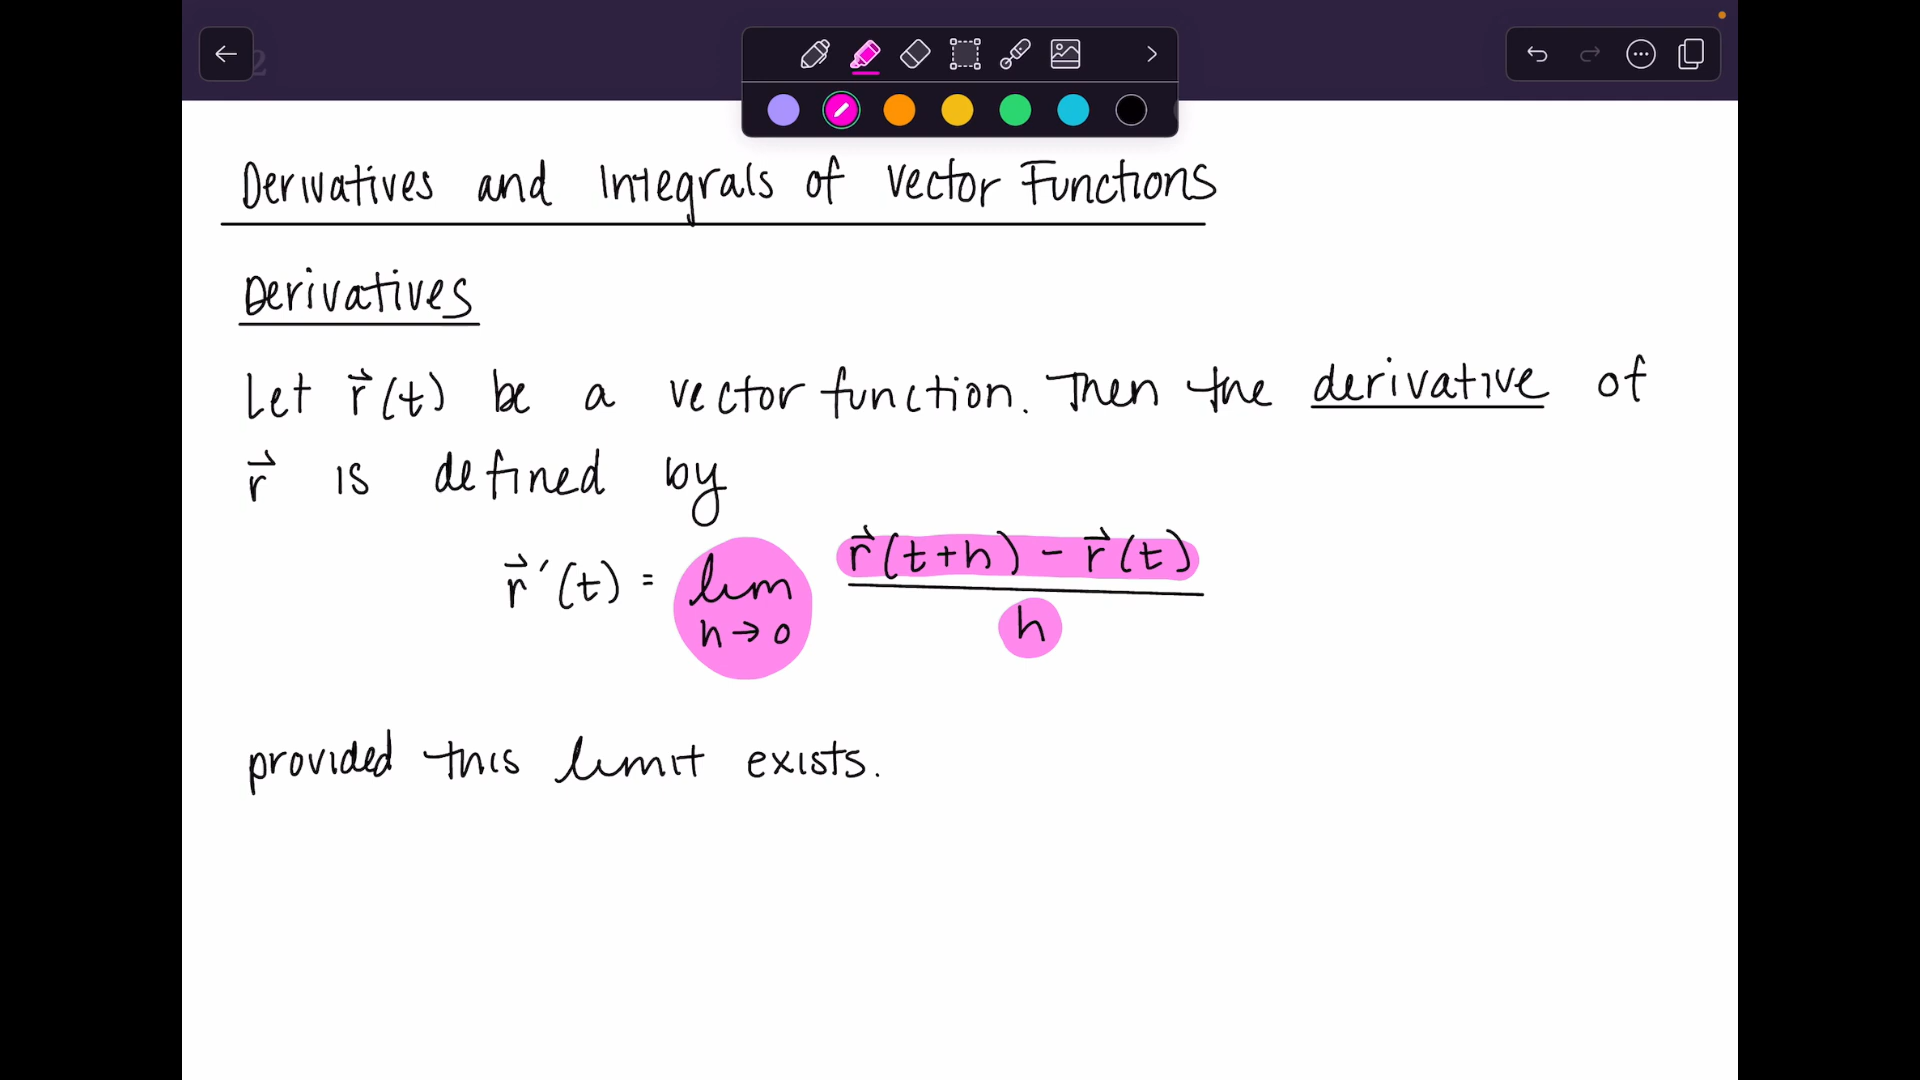 2
Derivatives and Integrals of Vector Functions
Derivatives
Let r⃗(t) be a vector function. Then the derivative of
r⃗ is defined by
r⃗'(t) = lim h→0 (r⃗(t+h) − r⃗(t)) / h
provided this limit exists.